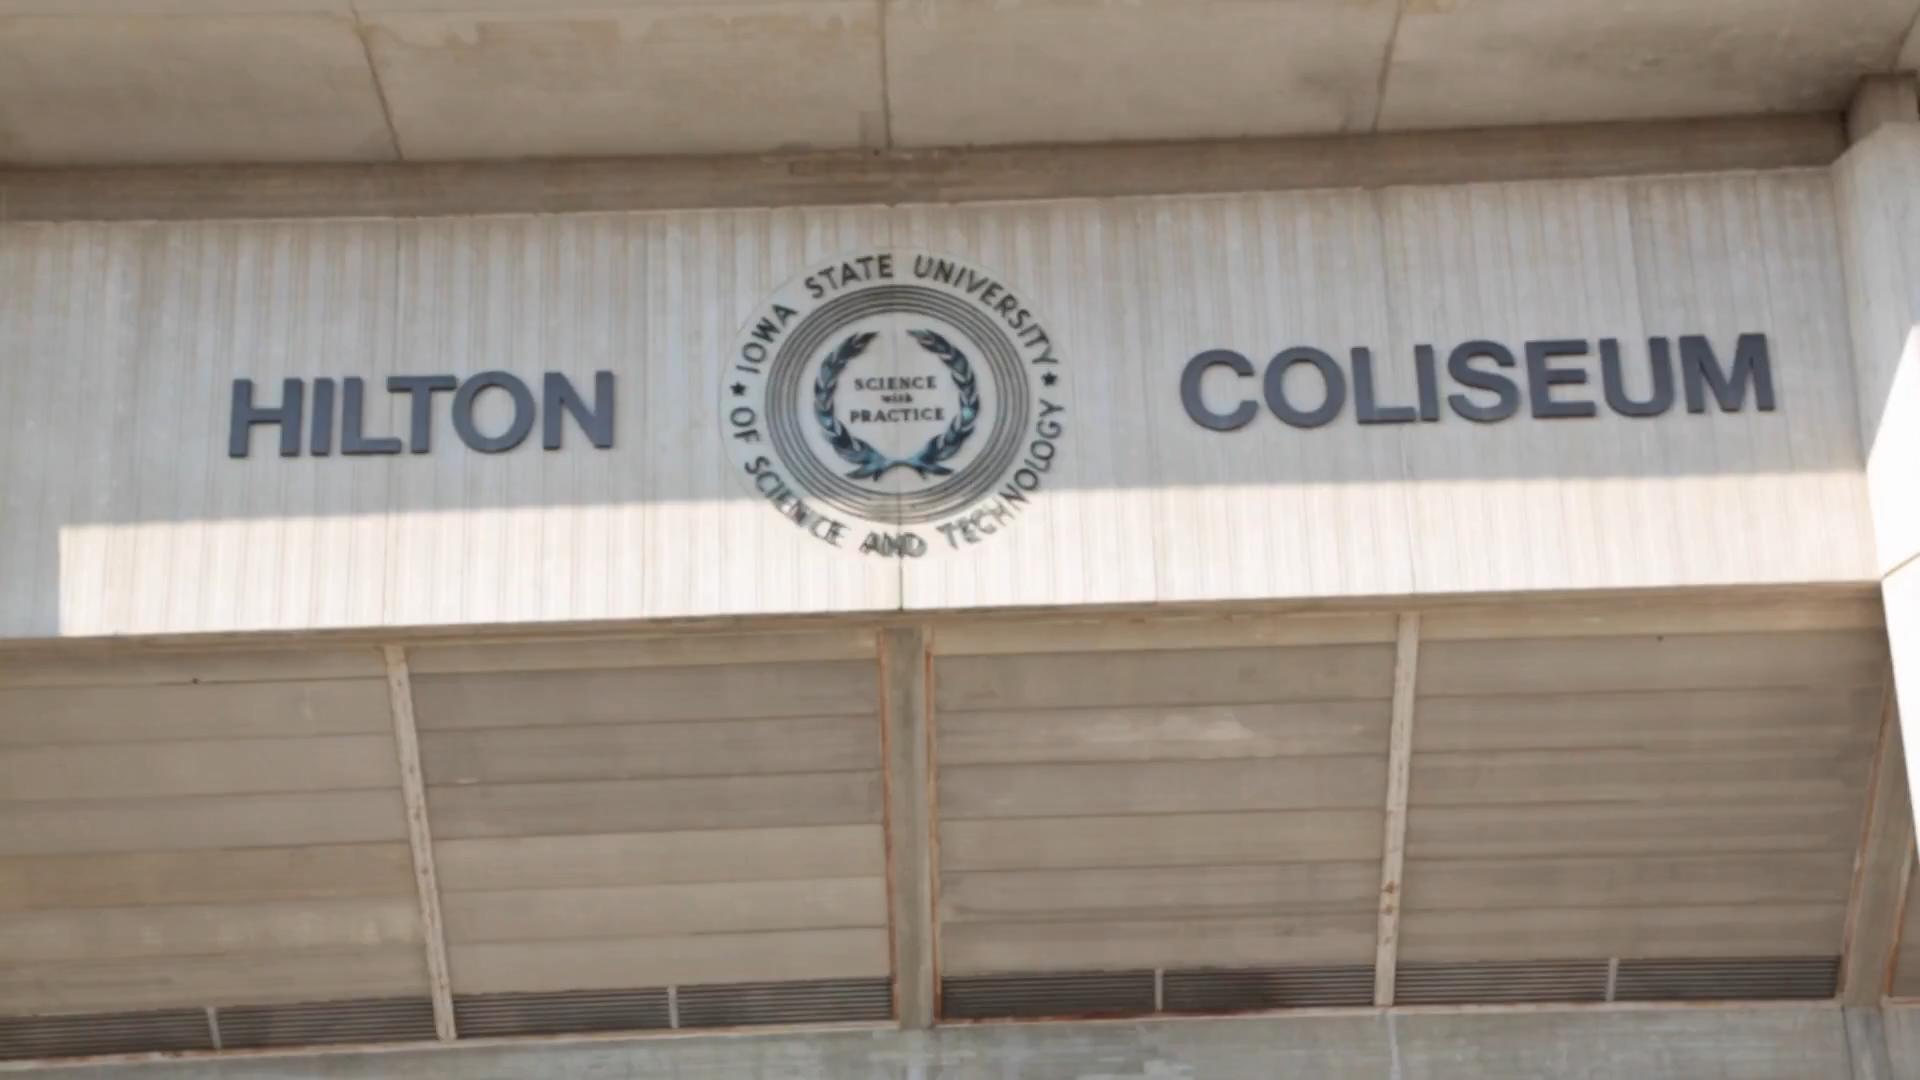 HILTON
★ IOWA STATE UNIVERSITY ★
OF SCIENCE AND TECHNOLOGY
SCIENCE
with
PRACTICE
COLISEUM